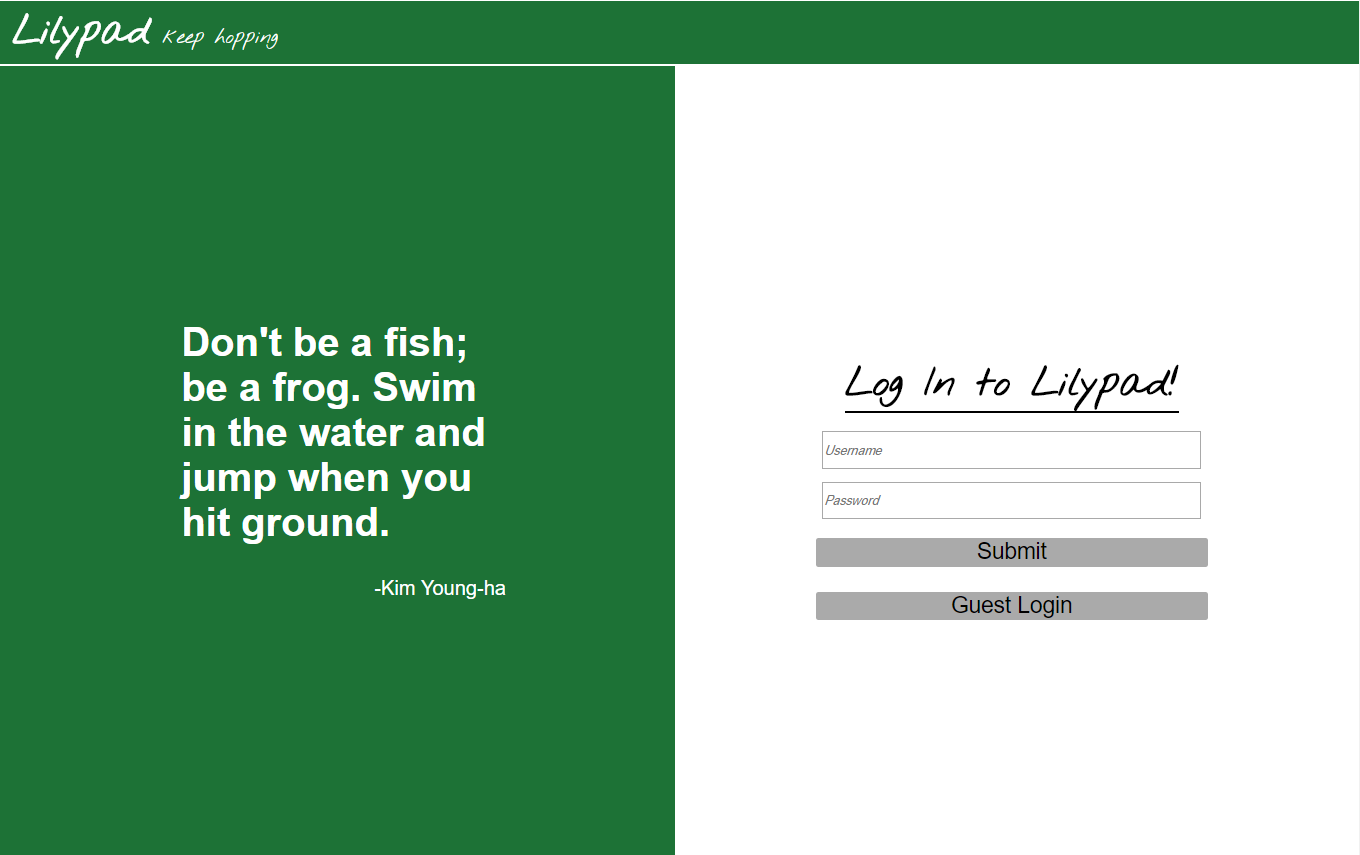 Lilypad Keep hopping
Don't be a fish;
be a frog. Swim
in the water and
jump when you
hit ground.
-Kim Young-ha
Log In to Lilypad!
Username
Password
Submit
Guest Login